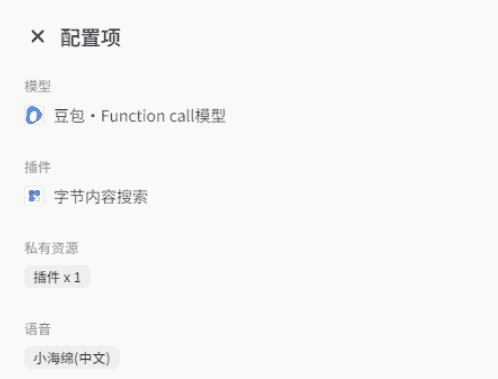 配置项
模型
豆包・Function call模型
插件
字节内容搜索
私有资源
插件 x 1
语音
小海绵(中文)